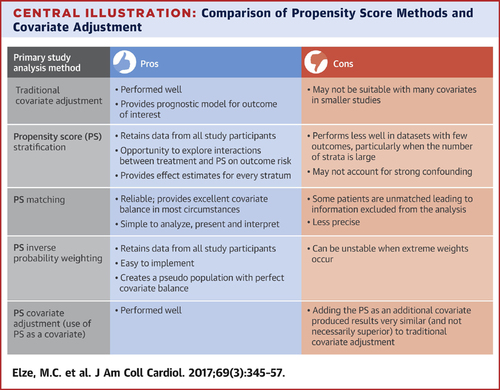 CENTRAL ILLUSTRATION: Comparison of Propensity Score Methods and
Covariate Adjustment
Primary study
analysis method
Pros
Cons
Traditional
covariate adjustment
• Performed well
• Provides prognostic model for outcome
of interest
• May not be suitable with many covariates
in smaller studies
Propensity score (PS)
stratification
• Retains data from all study participants
• Opportunity to explore interactions
between treatment and PS on outcome risk
• Provides effect estimates for every stratum
• Performs less well in datasets with few
outcomes, particularly when the number
of strata is large
• May not account for strong confounding
PS matching
• Reliable; provides excellent covariate
balance in most circumstances
• Simple to analyze, present and interpret
• Some patients are unmatched leading to
information excluded from the analysis
• Less precise
PS inverse
probability weighting
• Retains data from all study participants
• Easy to implement
• Creates a pseudo population with perfect
covariate balance
• Can be unstable when extreme weights
occur
PS covariate
adjustment (use of
PS as a covariate)
• Performed well
• Adding the PS as an additional covariate
produced results very similar (and not
necessarily superior) to traditional
covariate adjustment
Elze, M.C. et al. J Am Coll Cardiol. 2017;69(3):345–57.